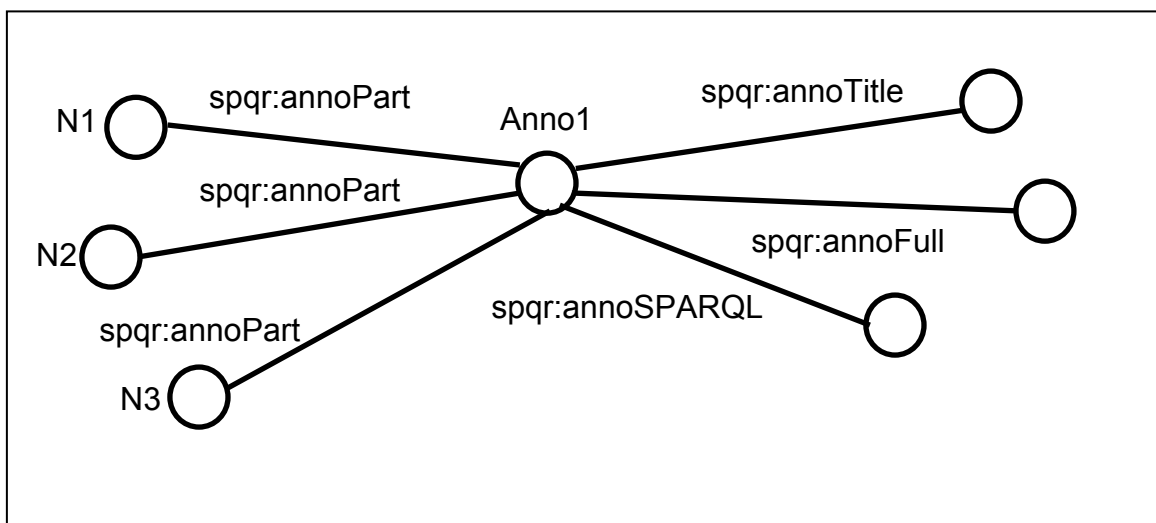 spqr:annoPart
spqr:annoTitle
N1
Anno1
spqr:annoPart
N2
spqr:annoFull
spqr:annoSPARQL
spqr:annoPart
N3